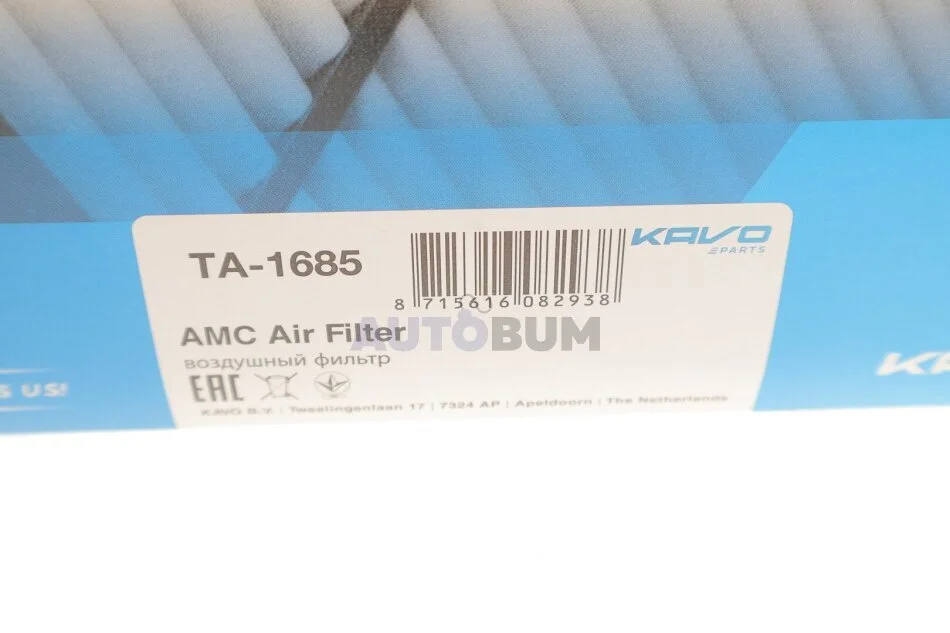 TA-1685
8 715616 082938
KAVO
PARTS
AMC Air Filter
воздушный фильтр
AUTOBUM
EAC
KAVO B.V. | Tweelingenlaan 17 | 7324 AP | Apeldoorn | The Netherlands
S US!